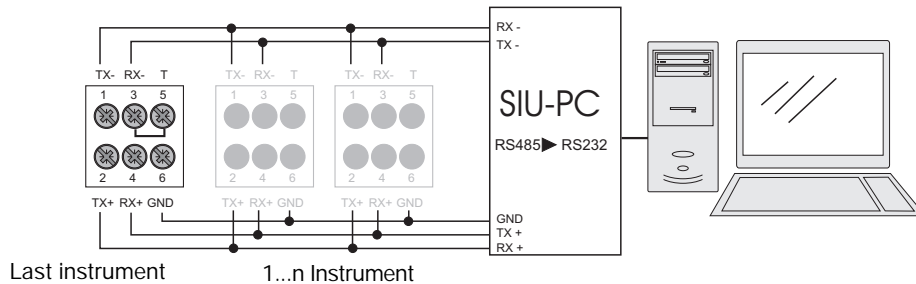 RX -
TX -
TX- RX- T
TX- RX- T
TX- RX- T
1 3 5
1 3 5
1 3 5
SIU-PC
RS485 ▶ RS232
2 4 6
2 4 6
2 4 6
TX+ RX+ GND
TX+ RX+ GND
TX+ RX+ GND
GND
TX +
RX +
Last instrument
1...n Instrument